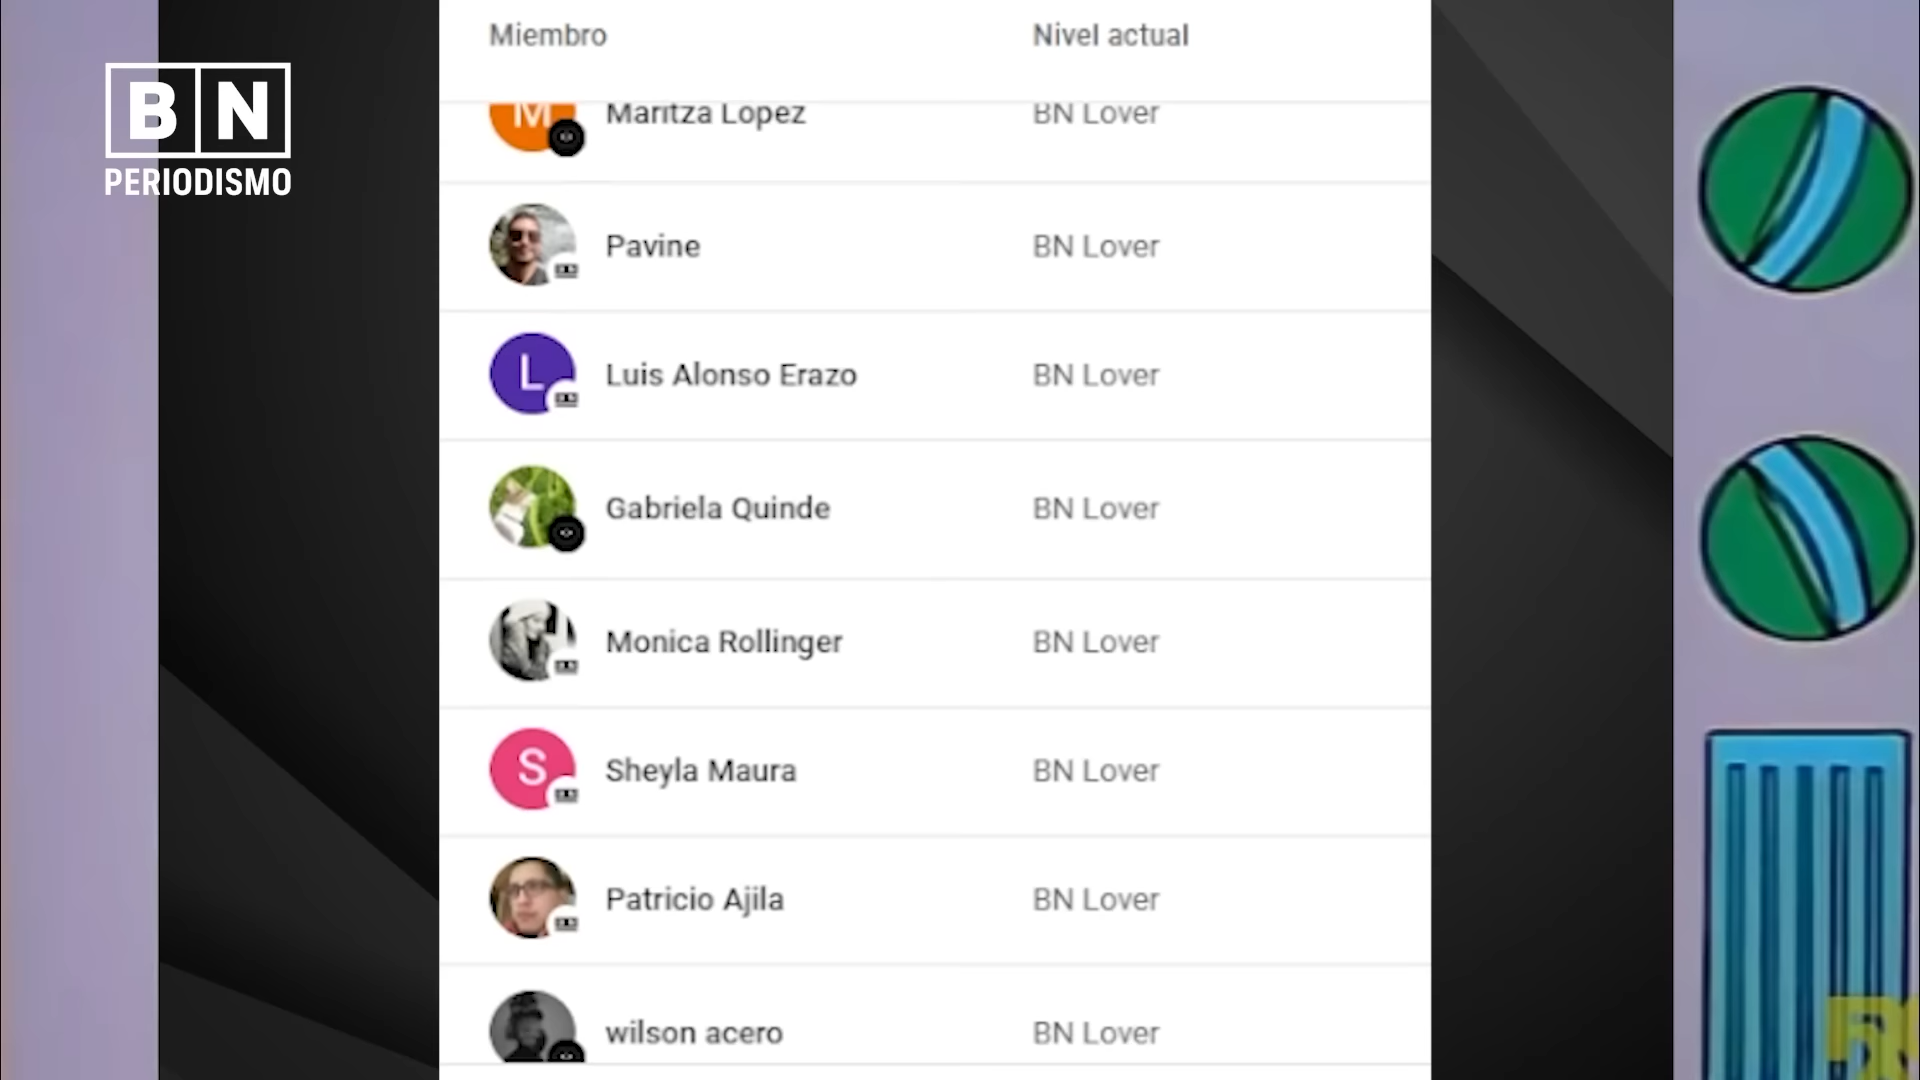 B N
PERIODISMO
Miembro Nivel actual
M Maritza Lopez BN Lover
Pavine BN Lover
L Luis Alonso Erazo BN Lover
Gabriela Quinde BN Lover
Monica Rollinger BN Lover
S Sheyla Maura BN Lover
Patricio Ajila BN Lover
wilson acero BN Lover